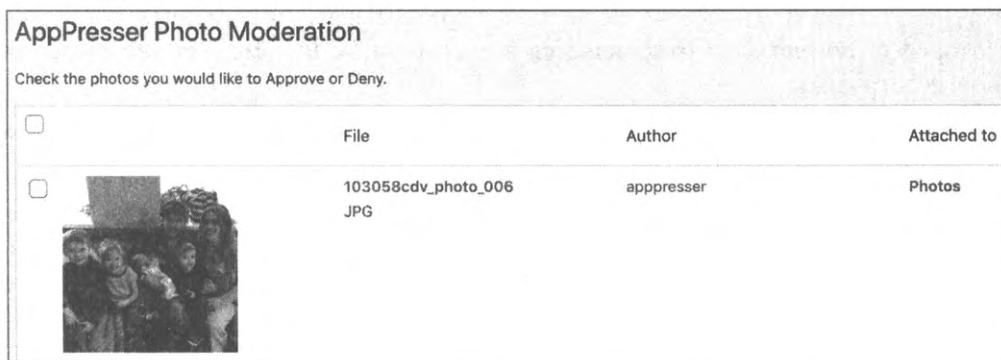 AppPresser Photo Moderation
Check the photos you would like to Approve or Deny.
File Author Attached to
103058cdv_photo_006 apppresser Photos
JPG